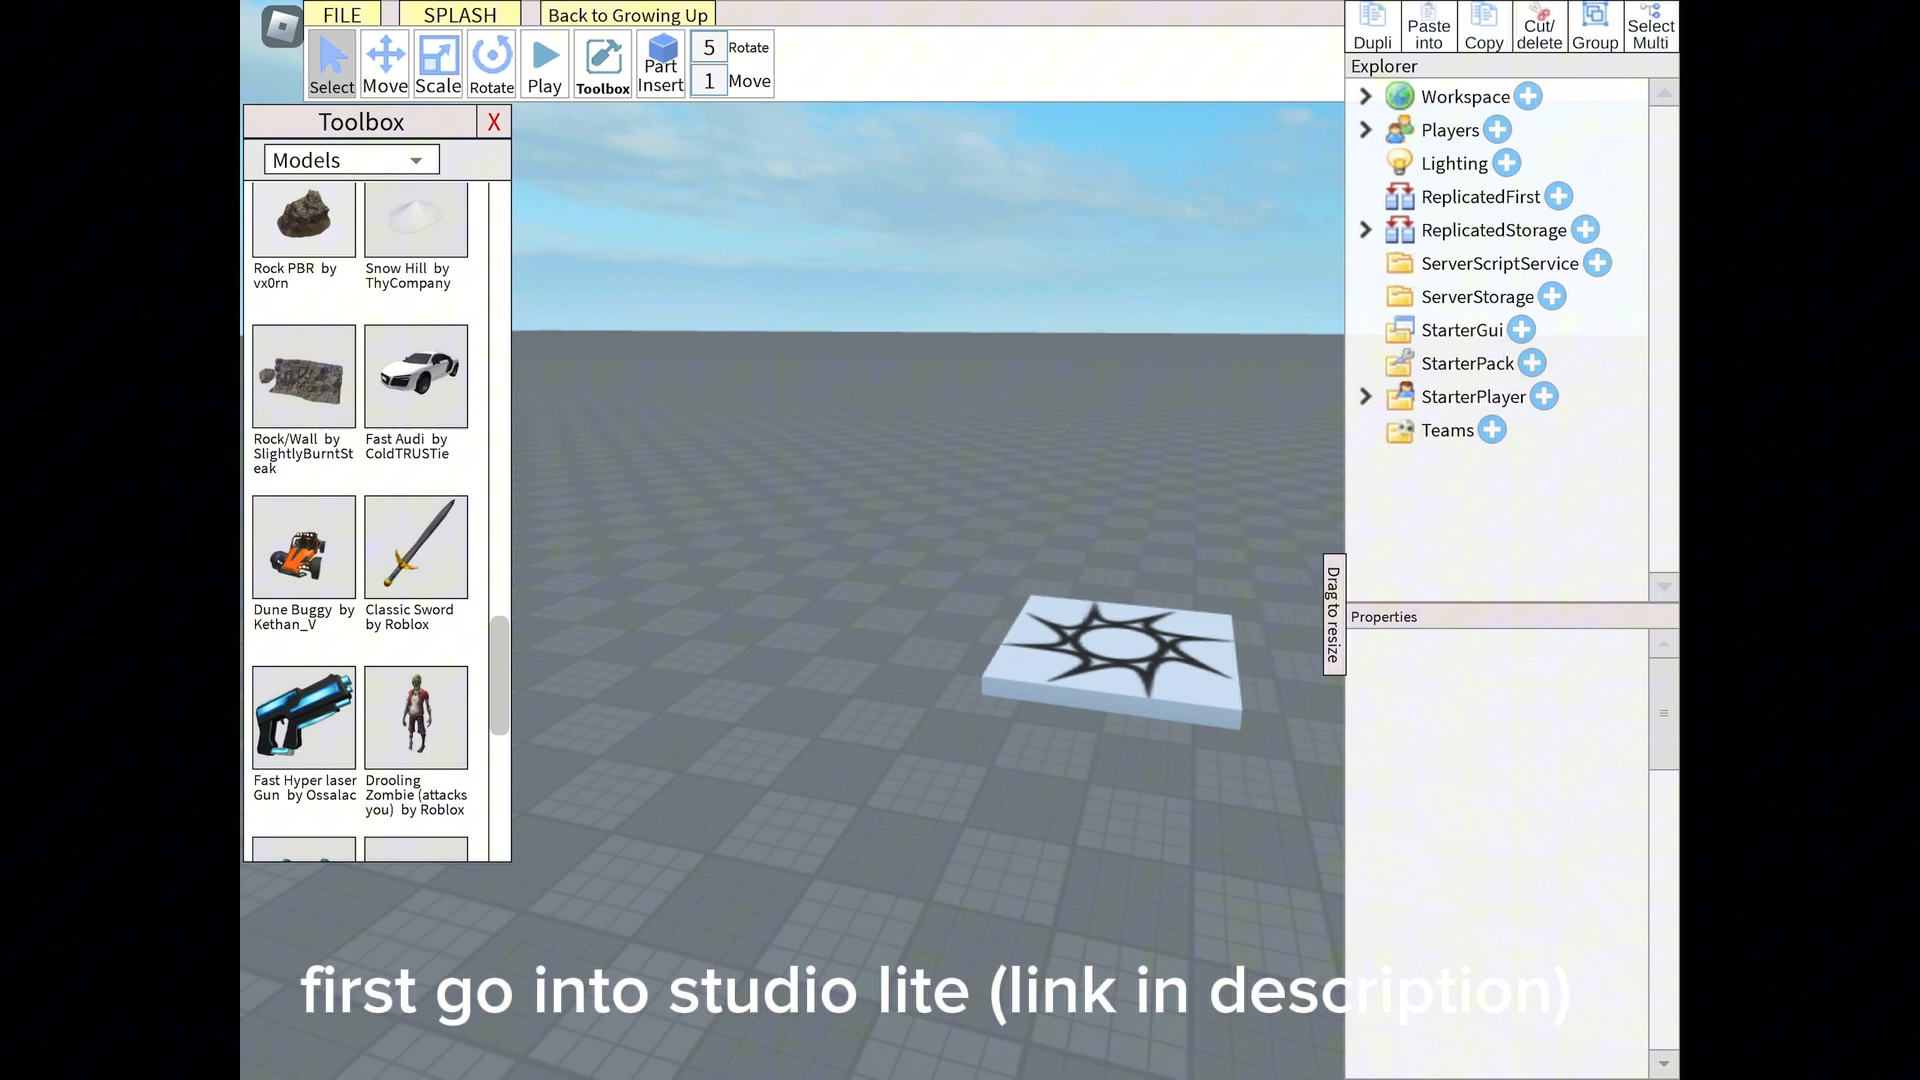 FILE
SPLASH
Back to Growing Up
Select
Move
Scale
Rotate
Play
Toolbox
Part
Insert
5
Rotate
1
Move
Dupli
Paste
into
Copy
Cut/
delete
Group
Select
Multi
Toolbox
X
Models
Rock PBR by
vx0rn
Snow Hill by
ThyCompany
Rock/Wall by
SlightlyBurntSt
eak
Fast Audi by
ColdTRUSTie
Dune Buggy by
Kethan_V
Classic Sword
by Roblox
Fast Hyper laser
Gun by Ossalac
Drooling
Zombie (attacks
you) by Roblox
Explorer
Workspace
Players
Lighting
ReplicatedFirst
ReplicatedStorage
ServerScriptService
ServerStorage
StarterGui
StarterPack
StarterPlayer
Teams
Drag to resize
Properties
first go into studio lite (link in description)